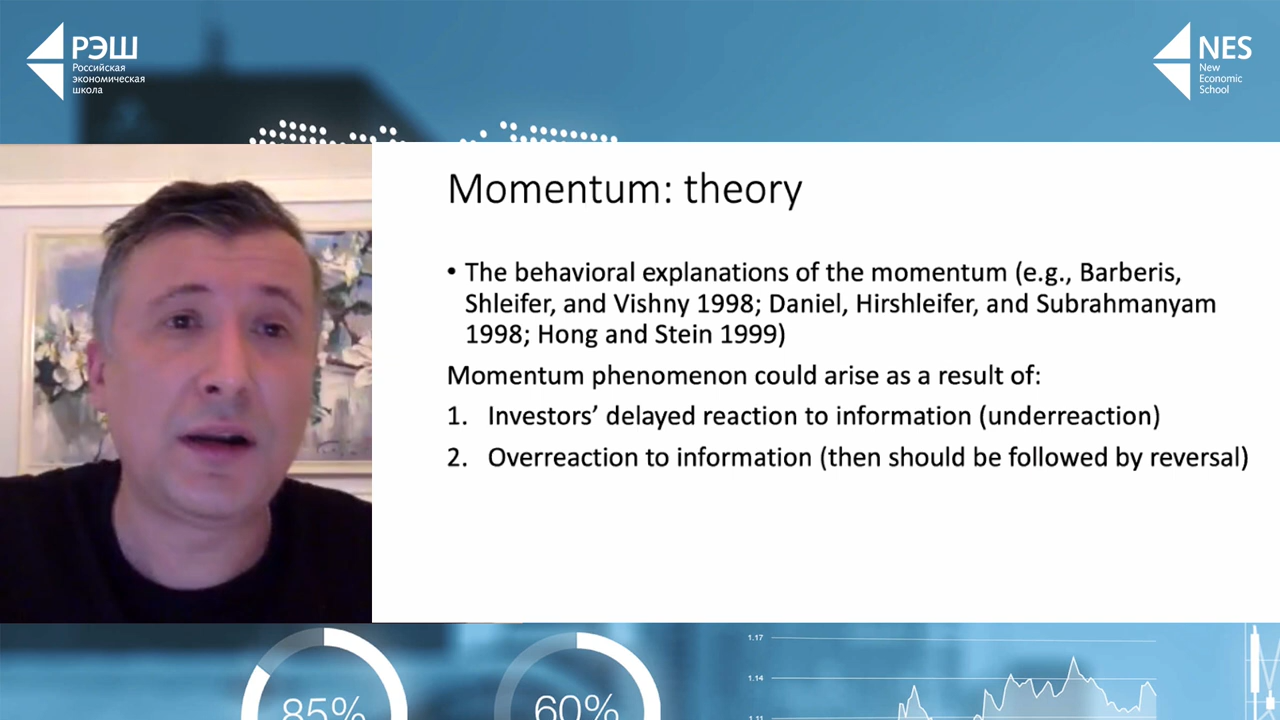 РЭШ
Российская
экономическая
школа
NES
New
Economic
School
Momentum: theory
• The behavioral explanations of the momentum (e.g., Barberis,
Shleifer, and Vishny 1998; Daniel, Hirshleifer, and Subrahmanyam
1998; Hong and Stein 1999)
Momentum phenomenon could arise as a result of:
1. Investors’ delayed reaction to information (underreaction)
2. Overreaction to information (then should be followed by reversal)
85%
60%
1.17
1.14
1.11